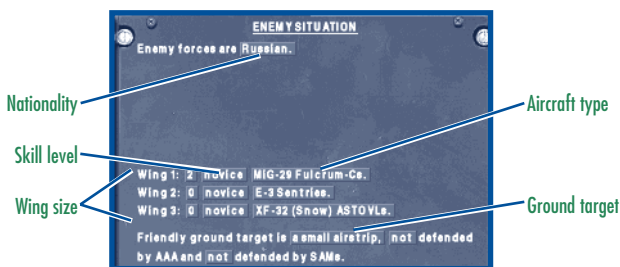 ENEMY SITUATION
Enemy forces are Russian.
Nationality
Aircraft type
Skill level
Wing size
Wing 1: 2 novice MiG-29 Fulcrum-Cs.
Wing 2: 0 novice E-3 Sentries.
Wing 3: 0 novice XF-32 (Snow) ASTOVLs.
Ground target
Friendly ground target is a small airstrip, not defended
by AAA and not defended by SAMs.